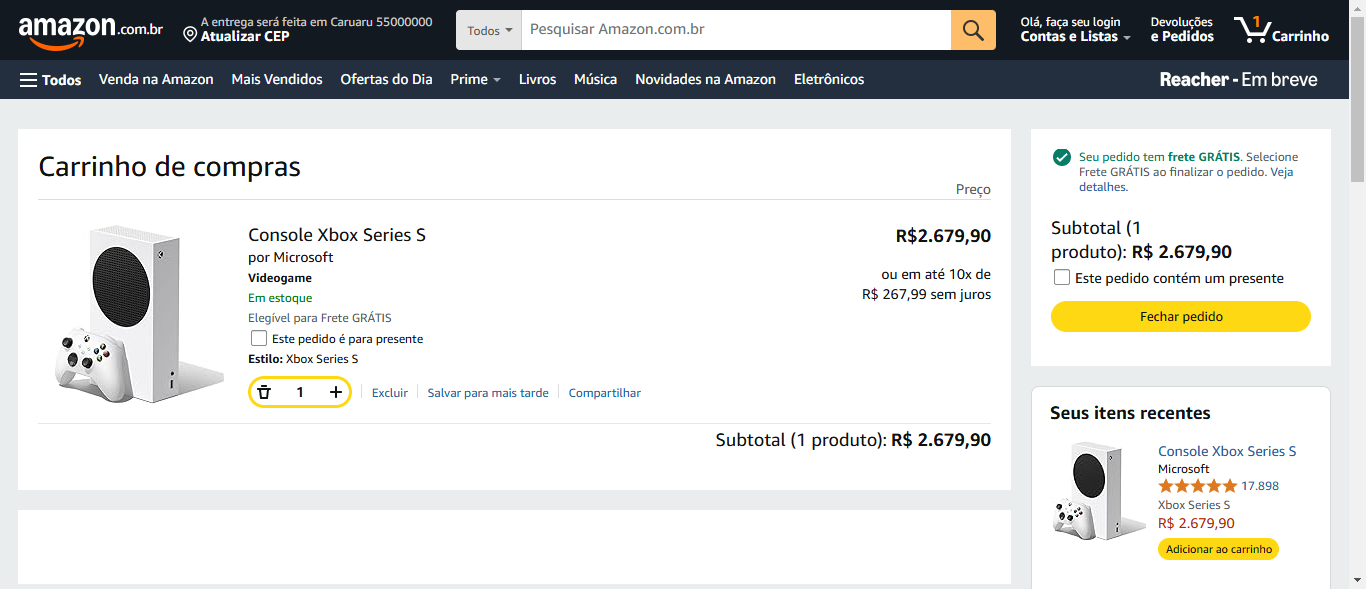 amazon.com.br
A entrega será feita em Caruaru 55000000
Atualizar CEP
Todos
Pesquisar Amazon.com.br
Olá, faça seu login
Contas e Listas
Devoluções
e Pedidos
1
Carrinho
Todos
Venda na Amazon
Mais Vendidos
Ofertas do Dia
Prime
Livros
Música
Novidades na Amazon
Eletrônicos
Reacher - Em breve
Carrinho de compras
Preço
Console Xbox Series S
R$2.679,90
por Microsoft
Videogame
ou em até 10x de
R$ 267,99 sem juros
Em estoque
Elegível para Frete GRÁTIS
Este pedido é para presente
Estilo: Xbox Series S
1
Excluir
Salvar para mais tarde
Compartilhar
Subtotal (1 produto): R$ 2.679,90
Seu pedido tem frete GRÁTIS. Selecione
Frete GRÁTIS ao finalizar o pedido. Veja
detalhes.
Subtotal (1
produto): R$ 2.679,90
Este pedido contém um presente
Fechar pedido
Seus itens recentes
Console Xbox Series S
Microsoft
17.898
Xbox Series S
R$ 2.679,90
Adicionar ao carrinho